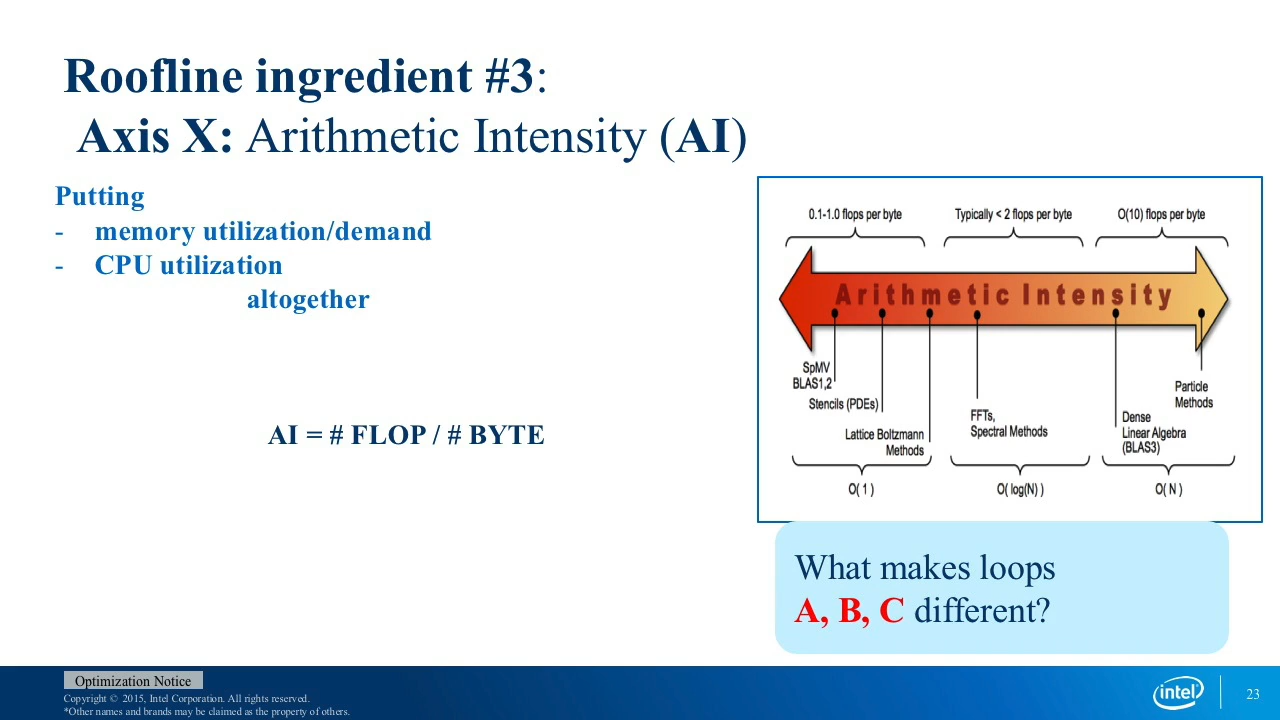 Roofline ingredient #3:
Axis X: Arithmetic Intensity (AI)
Putting
- memory utilization/demand
- CPU utilization
altogether
AI = # FLOP / # BYTE
0.1-1.0 flops per byte
Typically < 2 flops per byte
O(10) flops per byte
Arithmetic Intensity
SpMV
BLAS1,2
Stencils (PDEs)
Lattice Boltzmann
Methods
FFTs,
Spectral Methods
Dense
Linear Algebra
(BLAS3)
Particle
Methods
O( 1 )
O( log(N) )
O( N )
What makes loops
A, B, C different?
Optimization Notice
Copyright © 2015, Intel Corporation. All rights reserved.
*Other names and brands may be claimed as the property of others.
intel
23